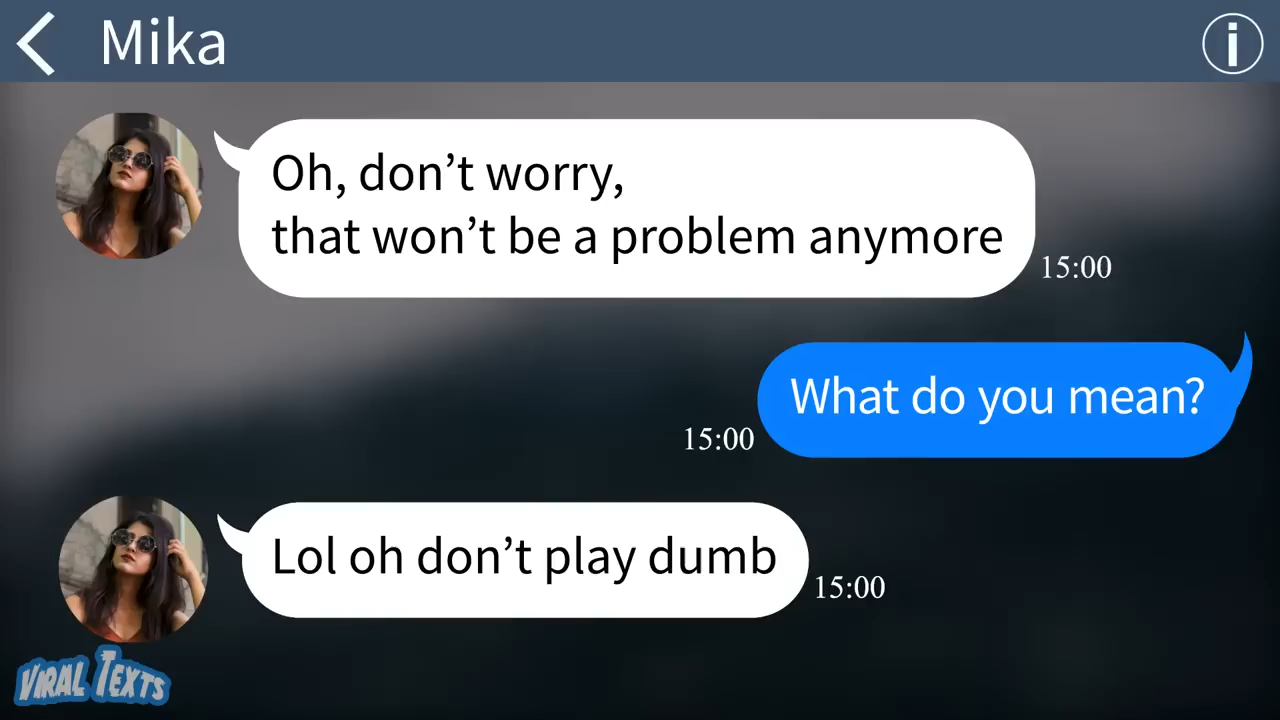 Mika
i
Oh, don’t worry,
that won’t be a problem anymore
15:00
What do you mean?
15:00
Lol oh don’t play dumb
15:00
VIRAL TEXTS